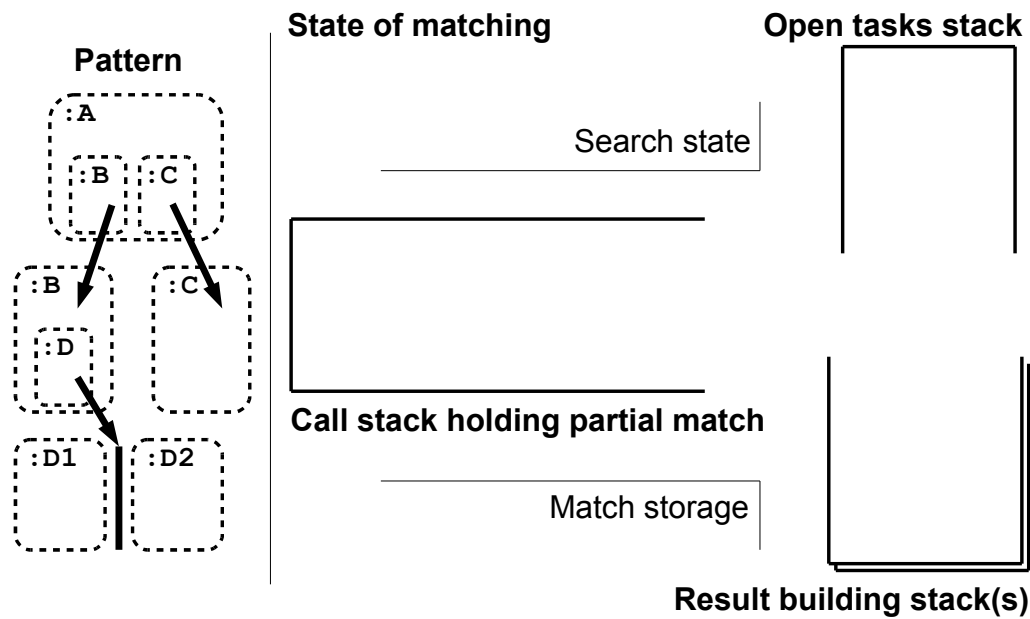 State of matching
Open tasks stack
Pattern
:A
:B :C
Search state
:B :C
:D
Call stack holding partial match
:D1 :D2
Match storage
Result building stack(s)